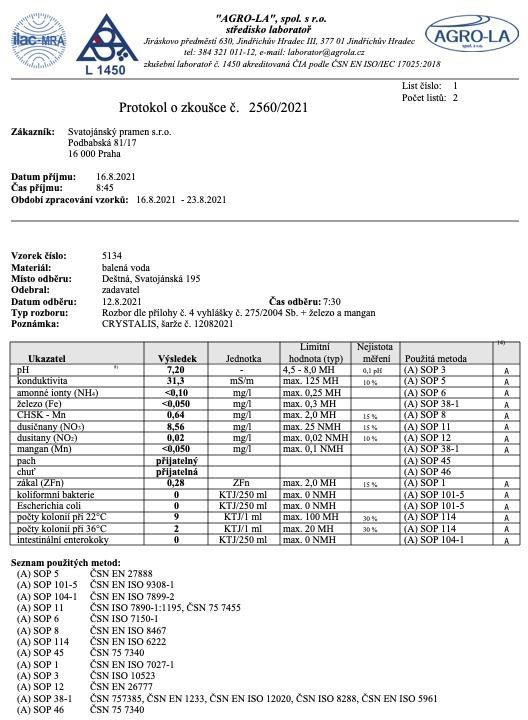 "AGRO-LA", spol. s r.o.
středisko laboratoř
Jiráskovo předměstí 630, Jindřichův Hradec III, 377 01 Jindřichův Hradec
tel: 384 321 011-12, e-mail: laborator@agrola.cz
zkušební laboratoř č. 1450 akreditovaná ČIA podle ČSN EN ISO/IEC 17025:2018
ilac-MRA
L 1450
AGRO-LA
spol. s r.o.
List číslo: 1
Počet listů: 2
Protokol o zkoušce č. 2560/2021
Zákazník: Svatojánský pramen s.r.o.
Podbabská 81/17
16 000 Praha
Datum příjmu: 16.8.2021
Čas příjmu: 8:45
Období zpracování vzorků: 16.8.2021 - 23.8.2021
Vzorek číslo: 5134
Materiál: balená voda
Místo odběru: Deštná, Svatojánská 195
Odebral: zadavatel
Datum odběru: 12.8.2021 Čas odběru: 7:30
Typ rozboru: Rozbor dle přílohy č. 4 vyhlášky č. 275/2004 Sb. + železo a mangan
Poznámka: CRYSTALIS, šarže č. 12082021
Ukazatel Výsledek Jednotka Limitní hodnota (typ) Nejistota měření Použitá metoda
pH 7,20 - 4,5 - 8,0 MH 0,1 pH (A) SOP 3 A
konduktivita 31,3 mS/m max. 125 MH 10 % (A) SOP 5 A
amonné ionty (NH₄) <0,10 mg/l max. 0,25 MH (A) SOP 6 A
železo (Fe) <0,050 mg/l max. 0,3 MH (A) SOP 38-1 A
CHSK - Mn 0,64 mg/l max. 2,0 MH 15 % (A) SOP 8 A
dusičnany (NO₃) 8,56 mg/l max. 25 NMH 15 % (A) SOP 11 A
dusitany (NO₂) 0,02 mg/l max. 0,02 NMH 10 % (A) SOP 12 A
mangan (Mn) <0,050 mg/l max. 0,1 NMH (A) SOP 38-1 A
pach přijatelný (A) SOP 45
chuť přijatelná (A) SOP 46
zákal (ZFn) 0,28 ZFn max. 2,0 MH 15 % (A) SOP 1 A
koliformní bakterie 0 KTJ/250 ml max. 0 NMH (A) SOP 101-5 A
Escherichia coli 0 KTJ/250 ml max. 0 NMH (A) SOP 101-5 A
počty kolonií při 22°C 9 KTJ/1 ml max. 100 MH 30 % (A) SOP 114 A
počty kolonií při 36°C 2 KTJ/1 ml max. 20 MH 30 % (A) SOP 114 A
intestinální enterokoky 0 KTJ/250 ml max. 0 NMH (A) SOP 104-1 A
Seznam použitých metod:
(A) SOP 5 ČSN EN 27888
(A) SOP 101-5 ČSN EN ISO 9308-1
(A) SOP 104-1 ČSN EN ISO 7899-2
(A) SOP 11 ČSN ISO 7890-1:1195, ČSN 75 7455
(A) SOP 6 ČSN ISO 7150-1
(A) SOP 8 ČSN EN ISO 8467
(A) SOP 114 ČSN EN ISO 6222
(A) SOP 45 ČSN 75 7340
(A) SOP 1 ČSN EN ISO 7027-1
(A) SOP 3 ČSN ISO 10523
(A) SOP 12 ČSN EN 26777
(A) SOP 38-1 ČSN 757385, ČSN EN 1233, ČSN EN ISO 12020, ČSN ISO 8288, ČSN EN ISO 5961
(A) SOP 46 ČSN 75 7340